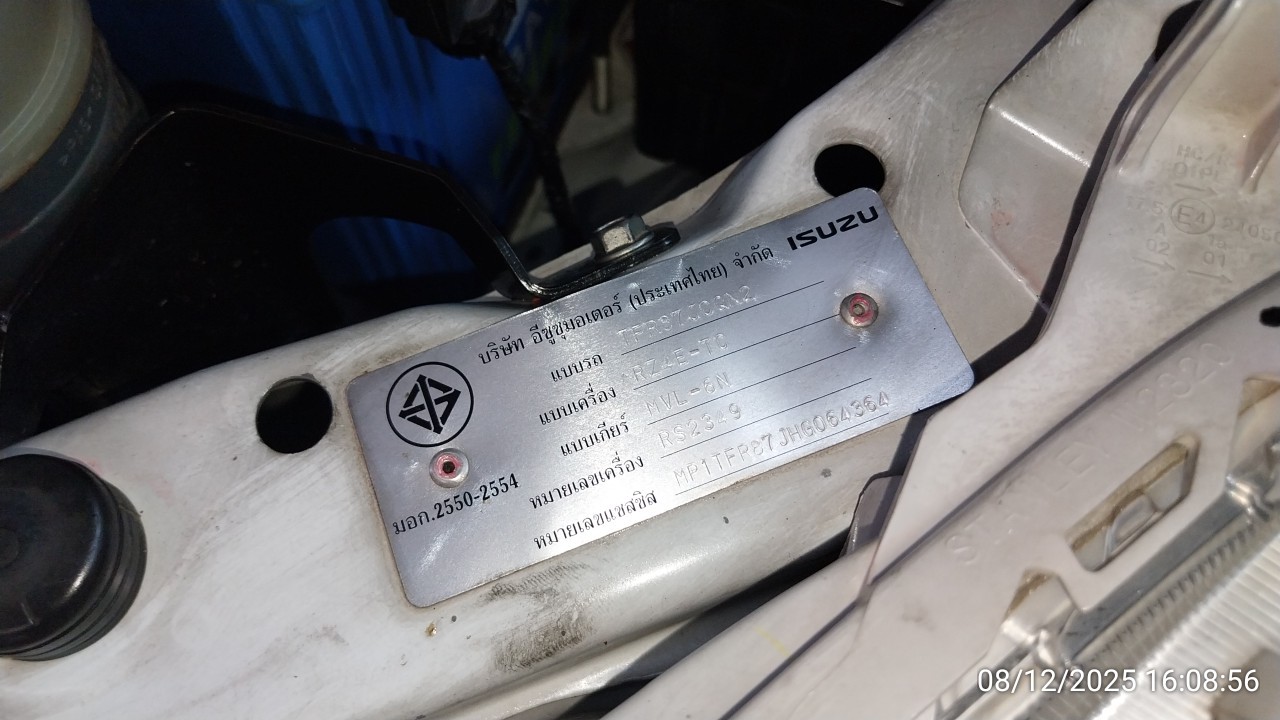 บริษัท อีซูซุมอเตอร์ (ประเทศไทย) จำกัด ISUZU
แบบรถ
แบบเครื่อง RZ4E-TC
แบบเกียร์ MVL-6N
หมายเลขเครื่อง
หมายเลขแชสซิส MP1TFR87JHG064364
มอก.2550-2554
E4
08/12/2025 16:08:56